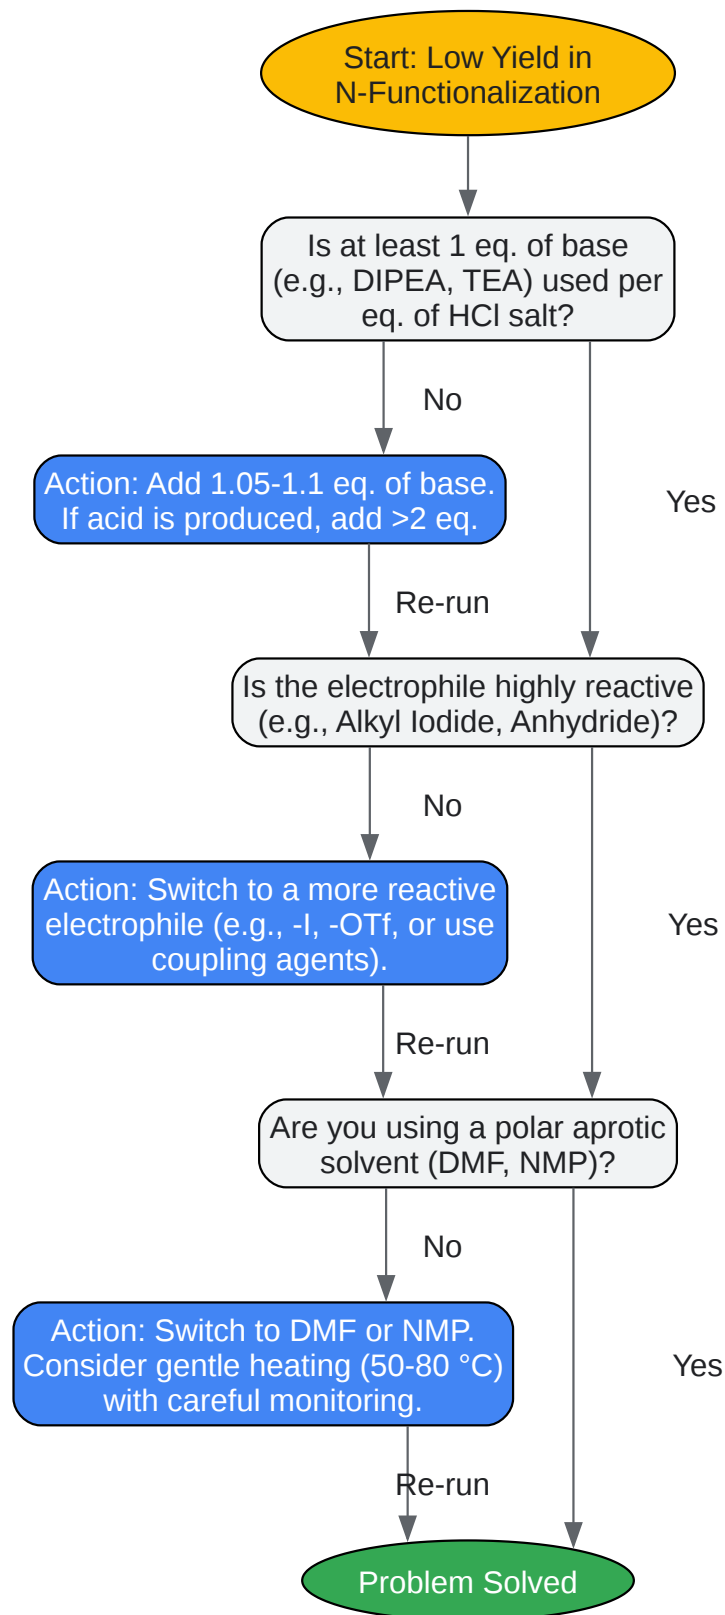 Start: Low Yield in
N-Functionalization
Is at least 1 eq. of base
(e.g., DIPEA, TEA) used per
eq. of HCl salt?
No
Action: Add 1.05-1.1 eq. of base.
If acid is produced, add >2 eq.
Yes
Re-run
Is the electrophile highly reactive
(e.g., Alkyl Iodide, Anhydride)?
No
Action: Switch to a more reactive
electrophile (e.g., -I, -OTf, or use
coupling agents).
Yes
Re-run
Are you using a polar aprotic
solvent (DMF, NMP)?
No
Action: Switch to DMF or NMP.
Consider gentle heating (50-80 °C)
with careful monitoring.
Yes
Re-run
Problem Solved